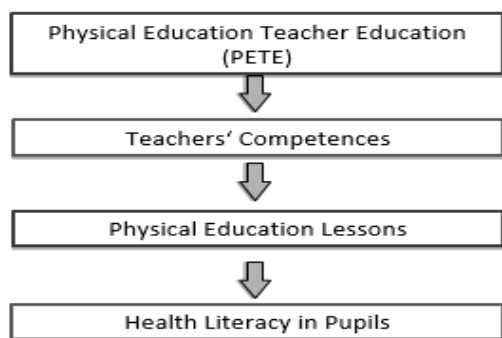 Physical Education Teacher Education
(PETE)
Teachers‘ Competences
Physical Education Lessons
Health Literacy in Pupils